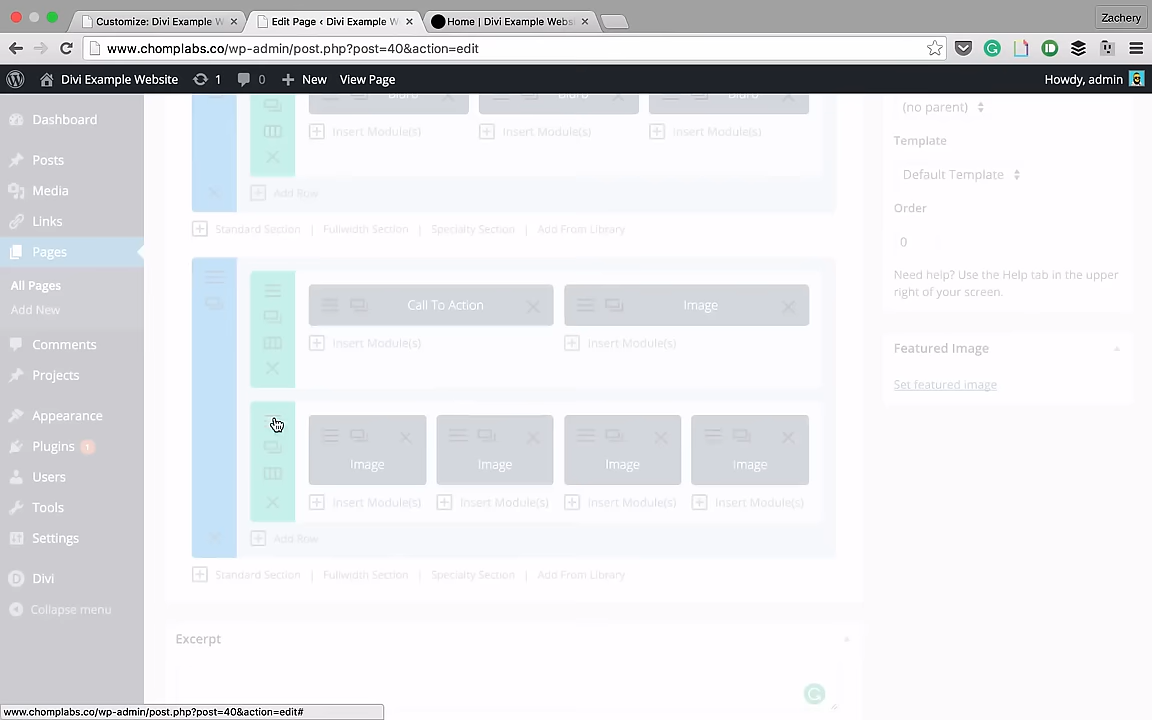 Customize: Divi Example W
Edit Page ‹ Divi Example W
Home | Divi Example Webs
Zachery
www.chomplabs.co/wp-admin/post.php?post=40&action=edit
Divi Example Website
1
0
New
View Page
Howdy, admin
Dashboard
Posts
Media
Links
Pages
All Pages
Add New
Comments
Projects
Appearance
Plugins 1
Users
Tools
Settings
Divi
Collapse menu
Insert Module(s)
Insert Module(s)
Insert Module(s)
Add Row
Standard Section | Fullwidth Section | Specialty Section | Add From Library
Call To Action
Image
Insert Module(s)
Insert Module(s)
Image
Image
Image
Image
Insert Module(s)
Insert Module(s)
Insert Module(s)
Insert Module(s)
Add Row
Standard Section | Fullwidth Section | Specialty Section | Add From Library
Excerpt
(no parent)
Template
Default Template
Order
0
Need help? Use the Help tab in the upper
right of your screen.
Featured Image
Set featured image
www.chomplabs.co/wp-admin/post.php?post=40&action=edit#